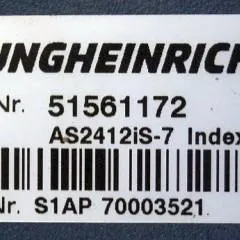 UNGHEINRICH
Nr. 51561172
AS2412iS-7 Index
Nr. S1AP 70003521